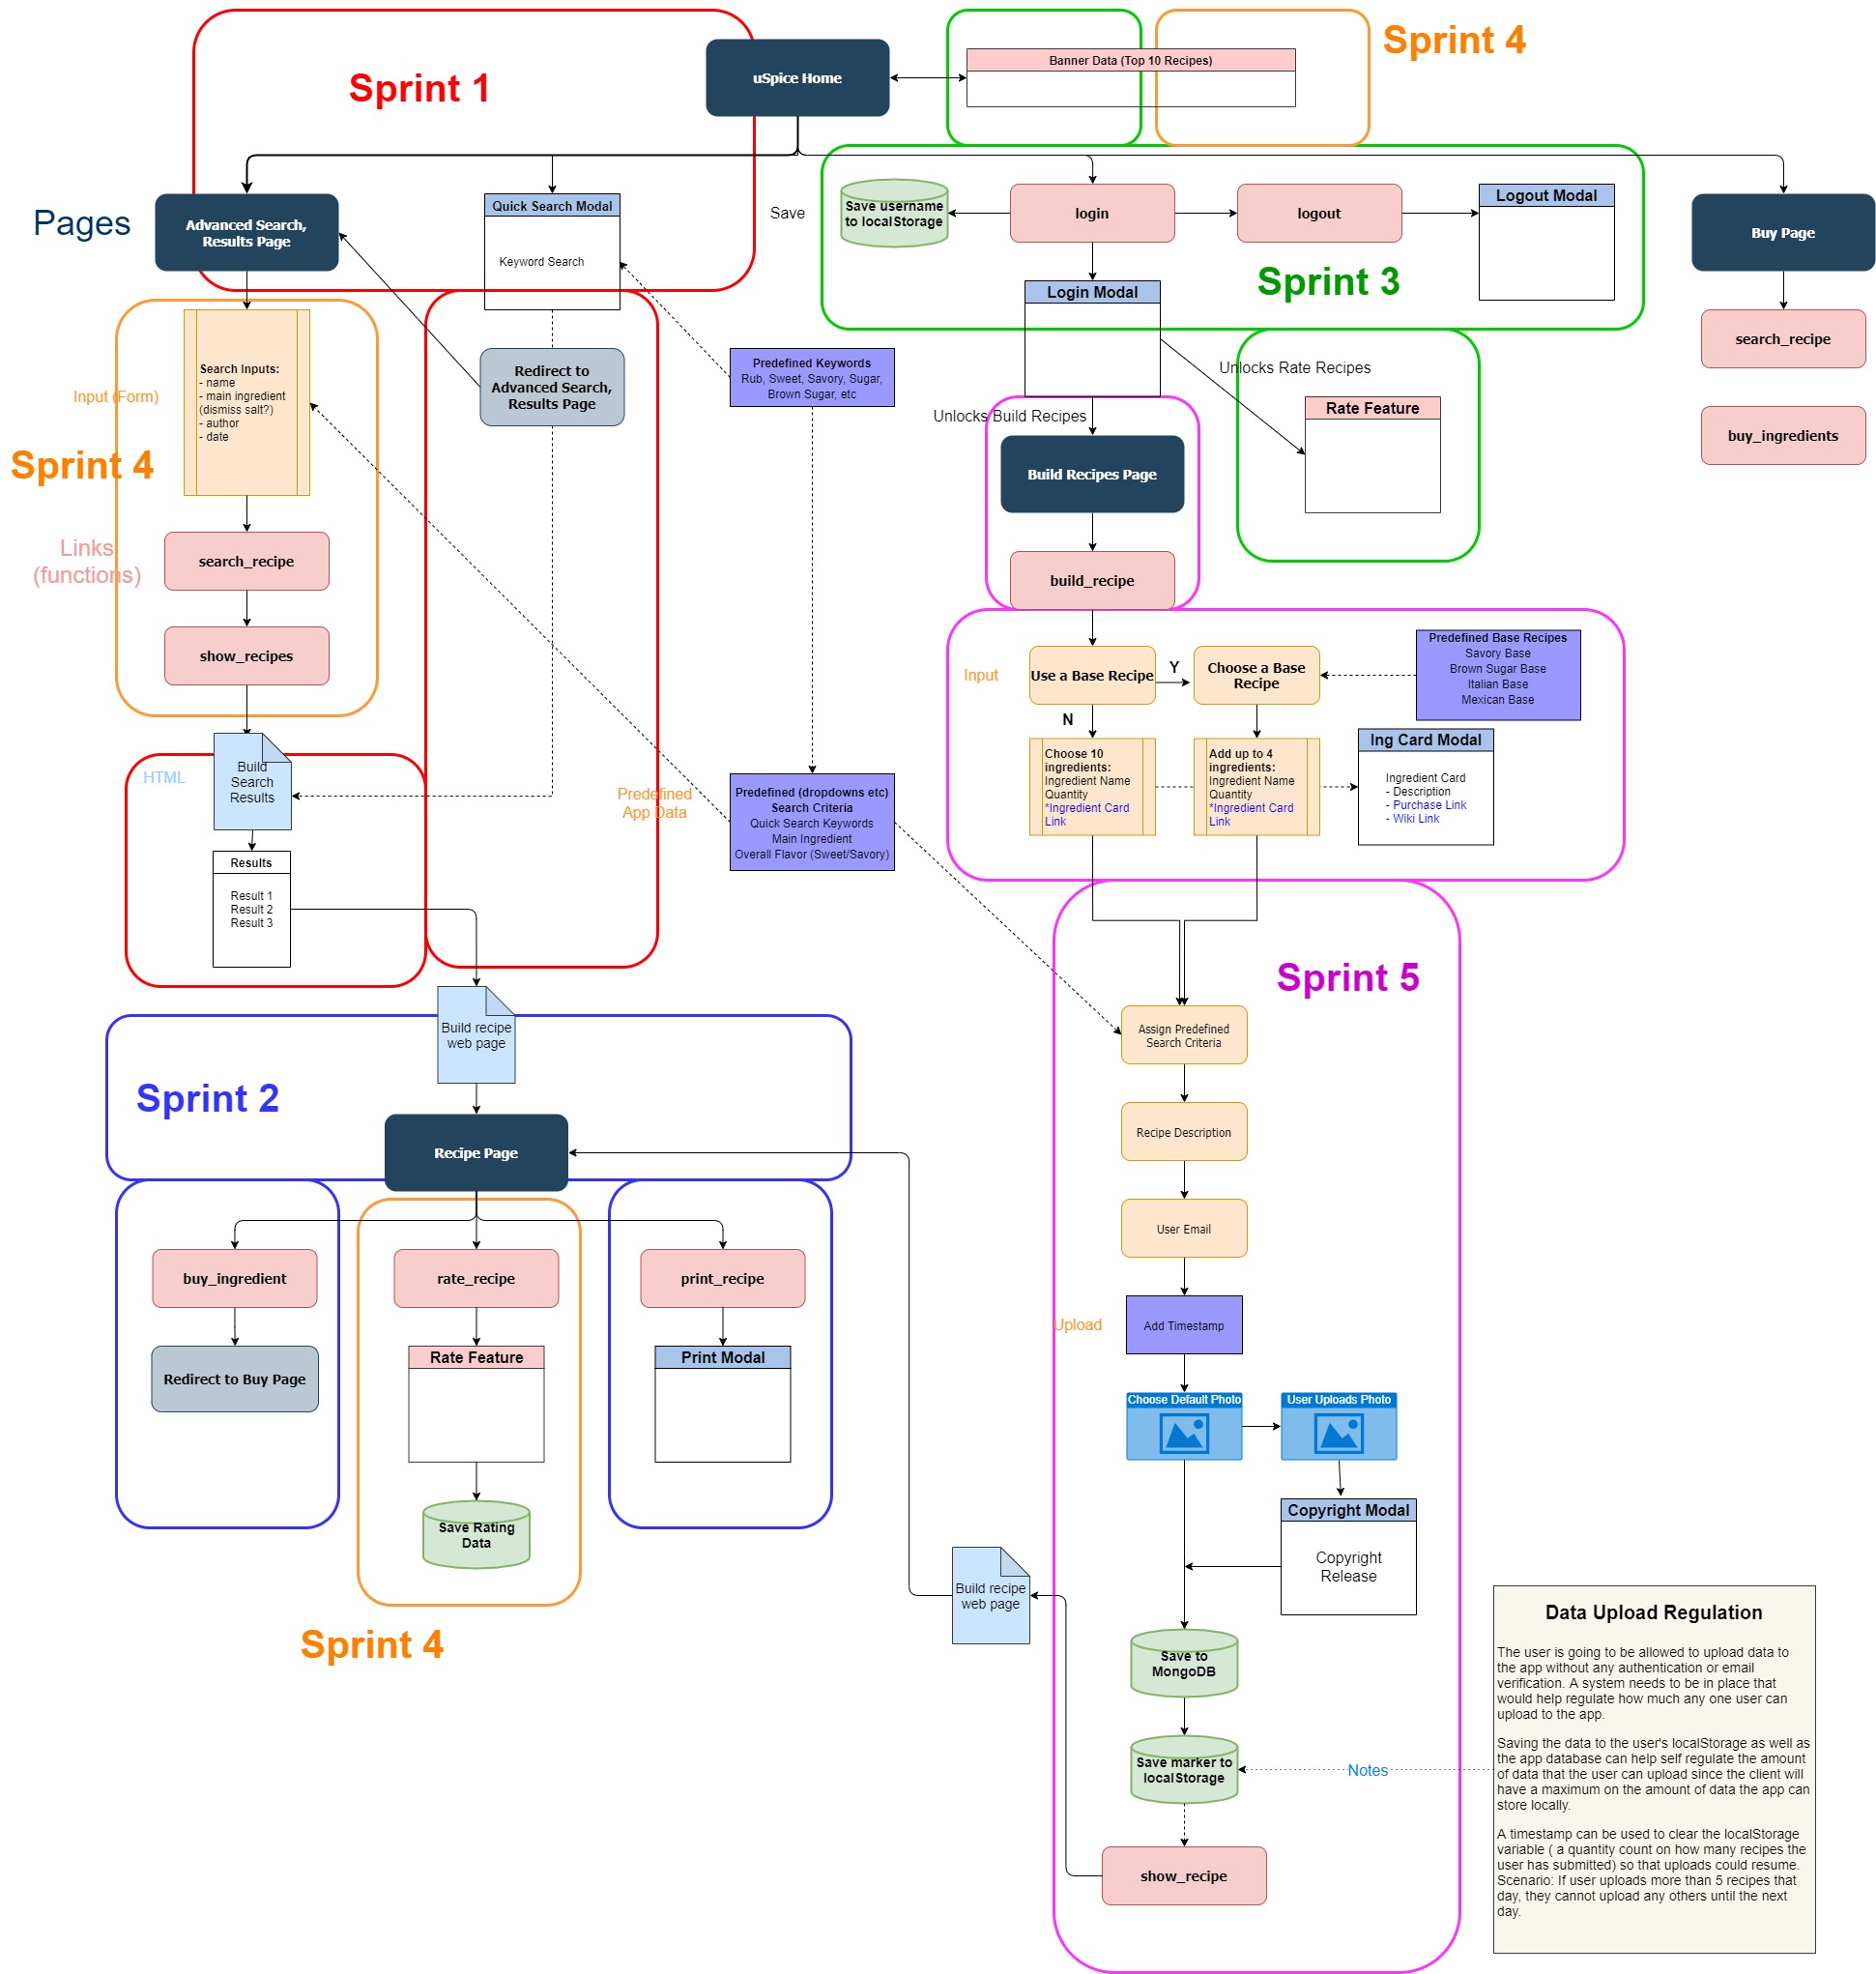 Sprint 1
uSpice Home
Banner Data (Top 10 Recipes)
Sprint 4
Pages
Advanced Search,
Results Page
Quick Search Modal
Keyword Search
Save
Save username
to localStorage
login
logout
Logout Modal
Buy Page
Sprint 3
Login Modal
search_recipe
buy_ingredients
Input (Form)
Search Inputs:
- name
- main ingredient
(dismiss salt?)
- author
- date
Sprint 4
Redirect to
Advanced Search,
Results Page
Predefined Keywords
Rub, Sweet, Savory, Sugar,
Brown Sugar, etc
Unlocks Rate Recipes
Rate Feature
Unlocks Build Recipes
Build Recipes Page
build_recipe
Links
(functions)
search_recipe
show_recipes
Input
Use a Base Recipe
Y
Choose a Base
Recipe
Predefined Base Recipes
Savory Base
Brown Sugar Base
Italian Base
Mexican Base
N
Choose 10
ingredients:
Ingredient Name
Quantity
*Ingredient Card
Link
Add up to 4
ingredients:
Ingredient Name
Quantity
*Ingredient Card
Link
Ing Card Modal
Ingredient Card
- Description
- Purchase Link
- Wiki Link
HTML
Build
Search
Results
Predefined
App Data
Predefined (dropdowns etc)
Search Criteria
Quick Search Keywords
Main Ingredient
Overall Flavor (Sweet/Savory)
Results
Result 1
Result 2
Result 3
Sprint 5
Build recipe
web page
Assign Predefined
Search Criteria
Sprint 2
Recipe Page
Recipe Description
User Email
buy_ingredient
rate_recipe
print_recipe
Redirect to Buy Page
Rate Feature
Print Modal
Upload
Add Timestamp
Choose Default Photo
User Uploads Photo
Save Rating
Data
Copyright Modal
Copyright
Release
Build recipe
web page
Sprint 4
Save to
MongoDB
Save marker to
localStorage
Notes
show_recipe
Data Upload Regulation
The user is going to be allowed to upload data to
the app without any authentication or email
verification. A system needs to be in place that
would help regulate how much any one user can
upload to the app.
Saving the data to the user's localStorage as well as
the app database can help self regulate the amount
of data that the user can upload since the client will
have a maximum on the amount of data the app can
store locally.
A timestamp can be used to clear the localStorage
variable ( a quantity count on how many recipes the
user has submitted) so that uploads could resume.
Scenario: If user uploads more than 5 recipes that
day, they cannot upload any others until the next
day.